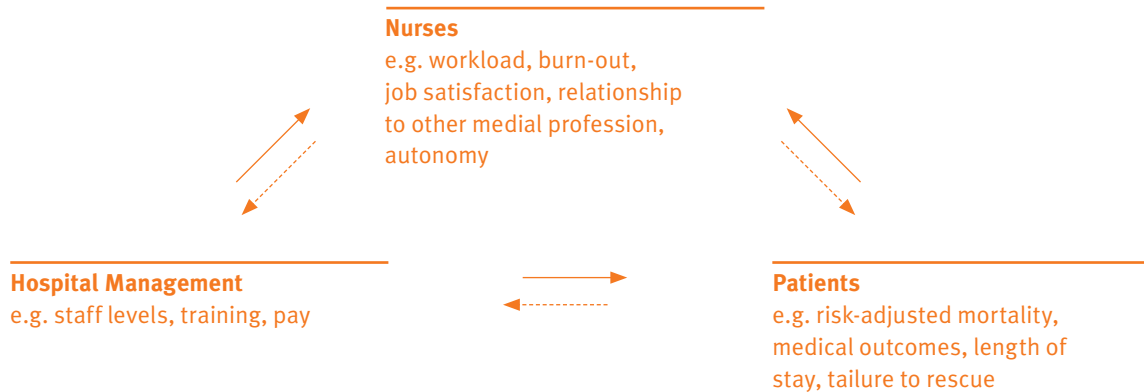 Nurses
e.g. workload, burn-out,
job satisfaction, relationship
to other medial profession,
autonomy
Hospital Management
e.g. staff levels, training, pay
Patients
e.g. risk-adjusted mortality,
medical outcomes, length of
stay, tailure to rescue